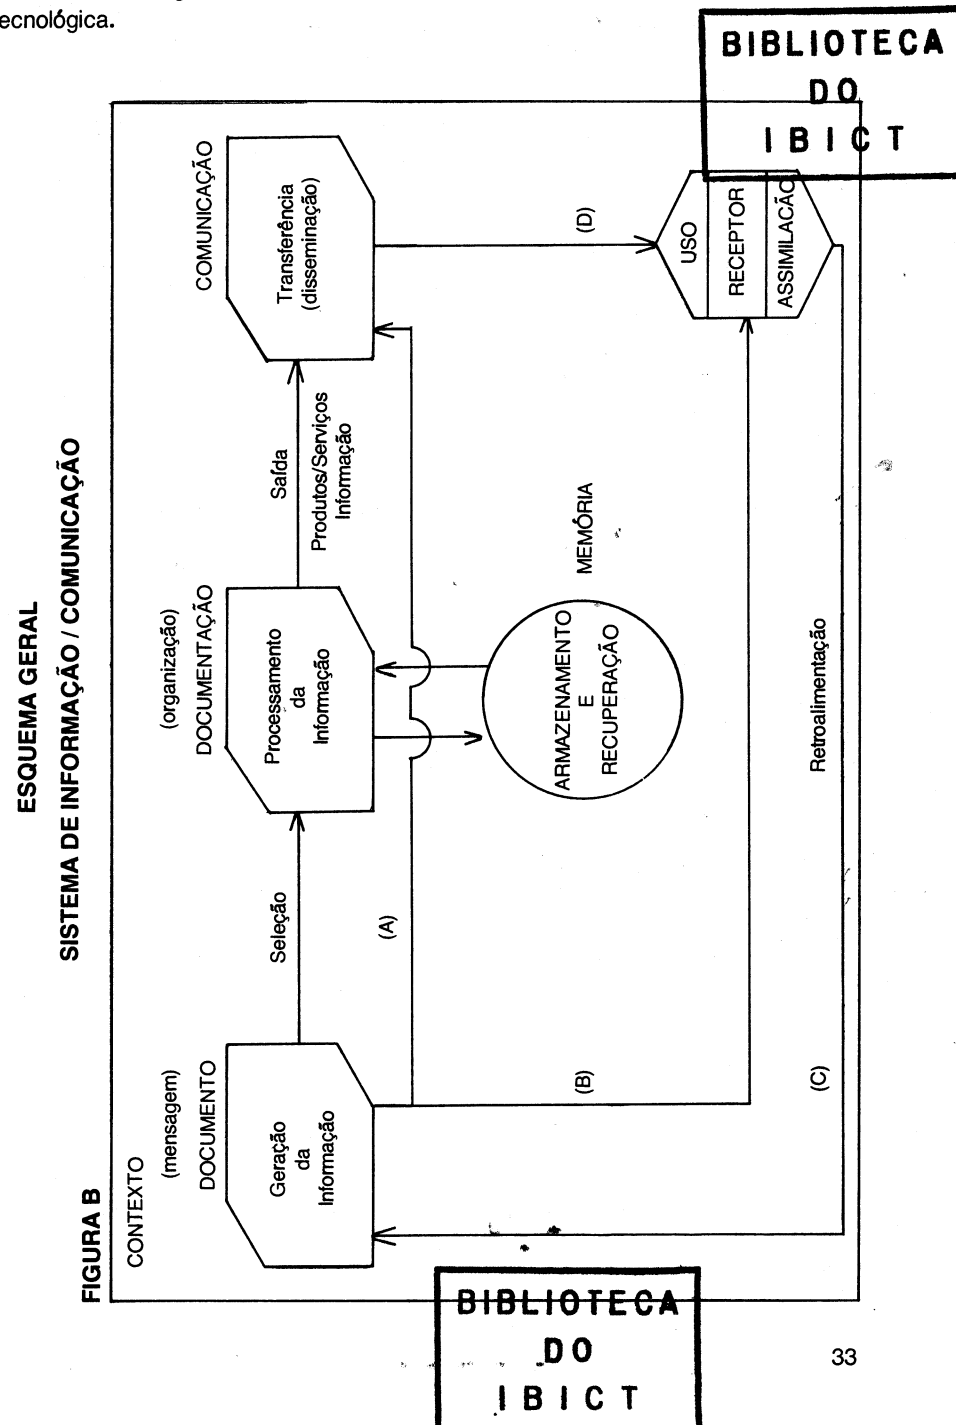 ecnológica.
BIBLIOTECA
DO
IBICT
ESQUEMA GERAL
SISTEMA DE INFORMAÇÃO / COMUNICAÇÃO
FIGURA B
CONTEXTO
(mensagem)
DOCUMENTO
Geração
da
Informação
Seleção
(organização)
DOCUMENTAÇÃO
Processamento
da
Informação
Saída
Produtos/Serviços
Informação
COMUNICAÇÃO
Transferência
(disseminação)
(A)
(B)
(C)
(D)
ARMAZENAMENTO
E
RECUPERAÇÃO
MEMÓRIA
USO
RECEPTOR
ASSIMILACÃO
Retroalimentação
BIBLIOTECA
DO
IBICT
33